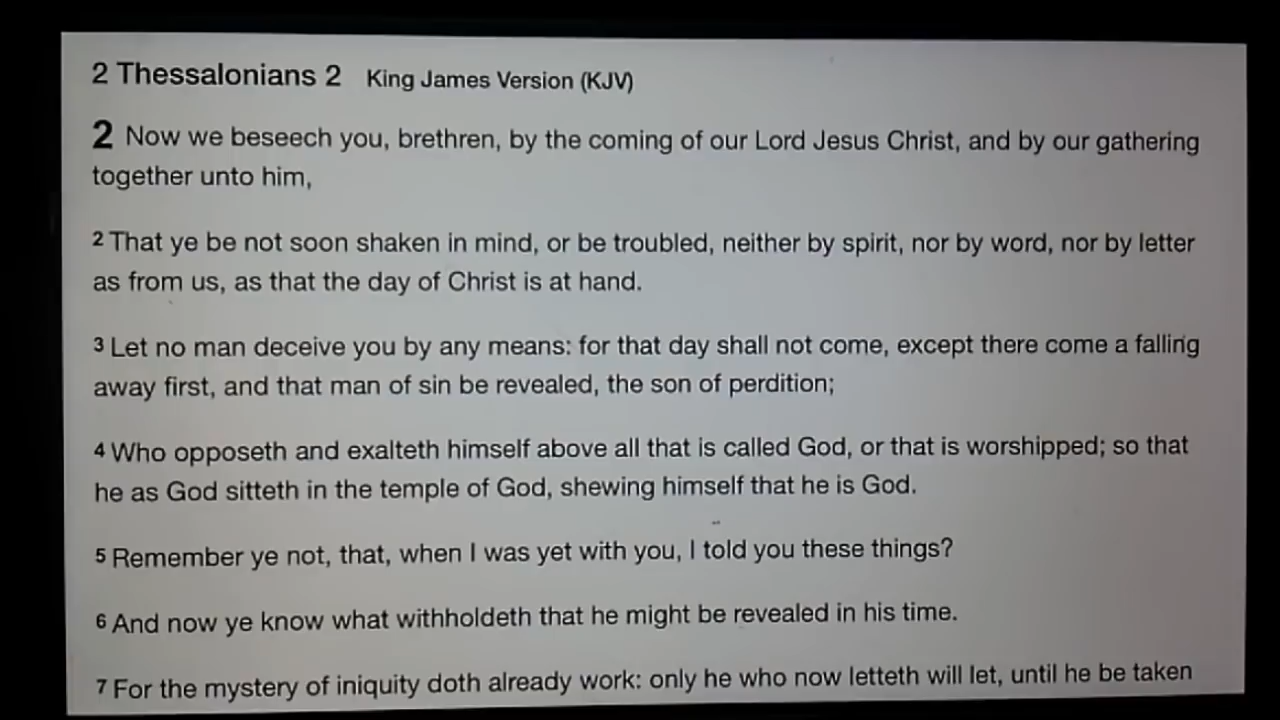 2 Thessalonians 2 King James Version (KJV)
2 Now we beseech you, brethren, by the coming of our Lord Jesus Christ, and by our gathering
together unto him,
2 That ye be not soon shaken in mind, or be troubled, neither by spirit, nor by word, nor by letter
as from us, as that the day of Christ is at hand.
3 Let no man deceive you by any means: for that day shall not come, except there come a falling
away first, and that man of sin be revealed, the son of perdition;
4 Who opposeth and exalteth himself above all that is called God, or that is worshipped; so that
he as God sitteth in the temple of God, shewing himself that he is God.
5 Remember ye not, that, when I was yet with you, I told you these things?
6 And now ye know what withholdeth that he might be revealed in his time.
7 For the mystery of iniquity doth already work: only he who now letteth will let, until he be taken